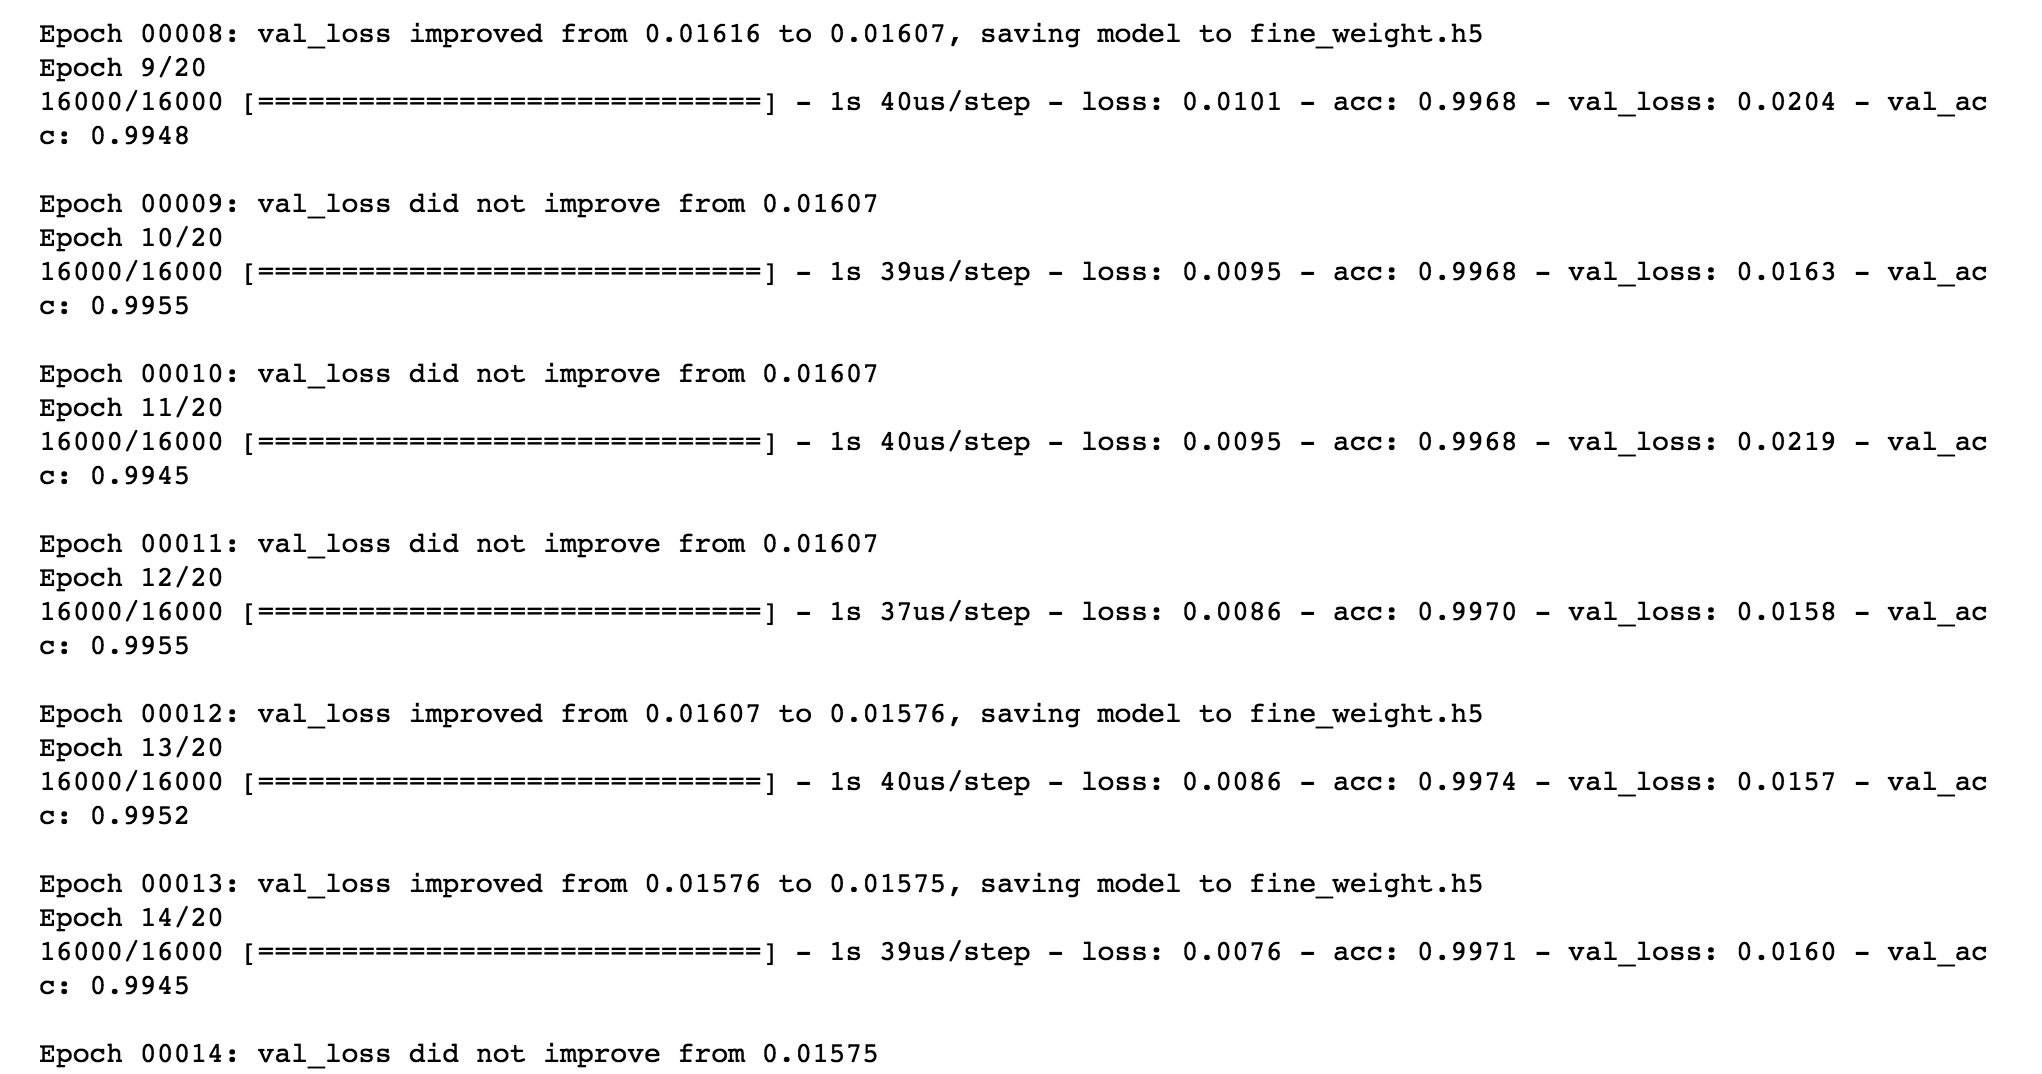 Epoch 00008: val_loss improved from 0.01616 to 0.01607, saving model to fine_weight.h5
Epoch 9/20
16000/16000 [==============================] - 1s 40us/step - loss: 0.0101 - acc: 0.9968 - val_loss: 0.0204 - val_ac
c: 0.9948
Epoch 00009: val_loss did not improve from 0.01607
Epoch 10/20
16000/16000 [==============================] - 1s 39us/step - loss: 0.0095 - acc: 0.9968 - val_loss: 0.0163 - val_ac
c: 0.9955
Epoch 00010: val_loss did not improve from 0.01607
Epoch 11/20
16000/16000 [==============================] - 1s 40us/step - loss: 0.0095 - acc: 0.9968 - val_loss: 0.0219 - val_ac
c: 0.9945
Epoch 00011: val_loss did not improve from 0.01607
Epoch 12/20
16000/16000 [==============================] - 1s 37us/step - loss: 0.0086 - acc: 0.9970 - val_loss: 0.0158 - val_ac
c: 0.9955
Epoch 00012: val_loss improved from 0.01607 to 0.01576, saving model to fine_weight.h5
Epoch 13/20
16000/16000 [==============================] - 1s 40us/step - loss: 0.0086 - acc: 0.9974 - val_loss: 0.0157 - val_ac
c: 0.9952
Epoch 00013: val_loss improved from 0.01576 to 0.01575, saving model to fine_weight.h5
Epoch 14/20
16000/16000 [==============================] - 1s 39us/step - loss: 0.0076 - acc: 0.9971 - val_loss: 0.0160 - val_ac
c: 0.9945
Epoch 00014: val_loss did not improve from 0.01575